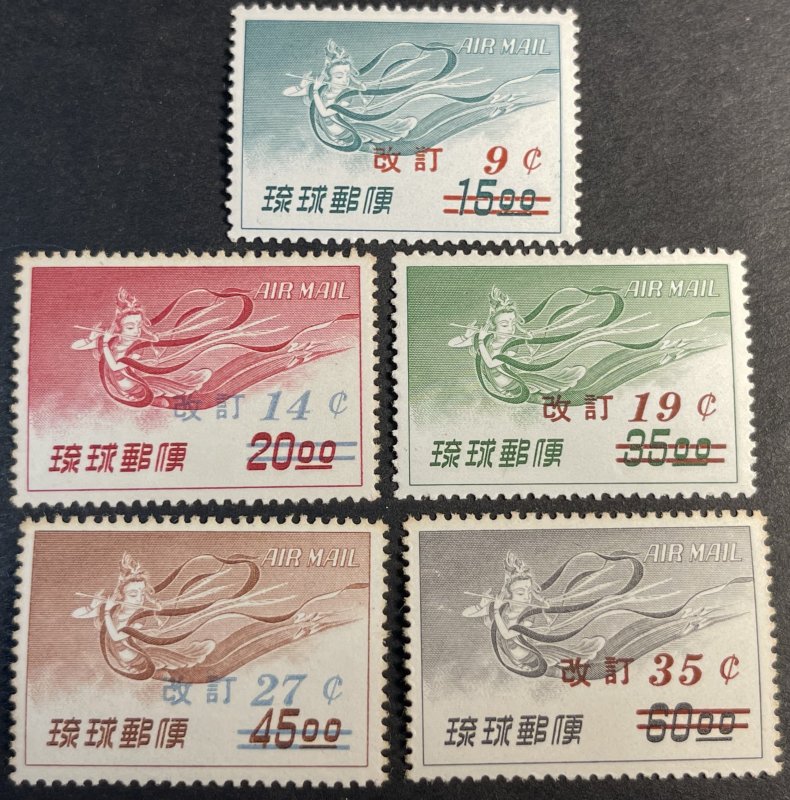 AIR MAIL
改訂 9¢
琉球郵便 15.00
AIR MAIL
改訂 14¢
琉球郵便 20.00
AIR MAIL
改訂 19¢
琉球郵便 35.00
AIR MAIL
改訂 27¢
琉球郵便 45.00
AIR MAIL
改訂 35¢
琉球郵便 60.00